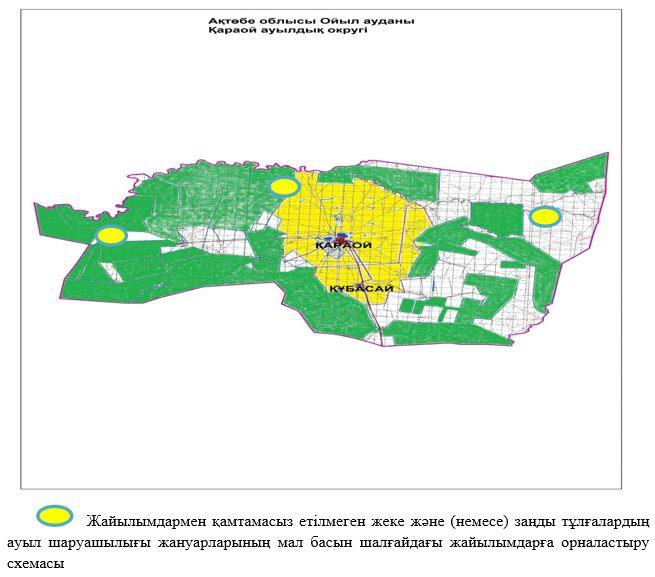 Ақтөбе облысы Ойыл ауданы
Қараой ауылдық округі
ҚАРАОЙ
ҚҰБАСАЙ
Жайылымдармен қамтамасыз етілмеген жеке және (немесе) заңды тұлғалардың
ауыл шаруашылығы жануарларының мал басын шалғайдағы жайылымдарға орналастыру
схемасы